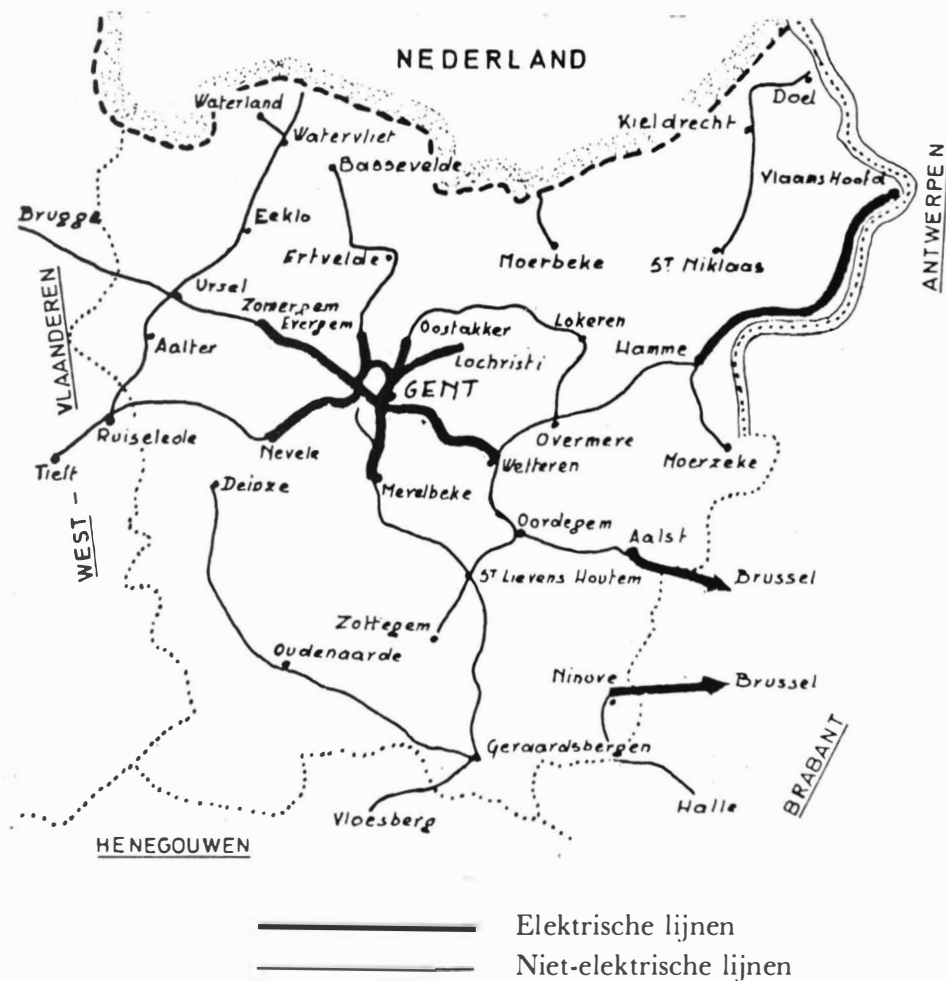 NEDERLAND
Waterland
Watervliet
Bassevelde
Doel
Kieldrecht
Vlaams Hoofd
ANTWERPEN
Brugge
Eeklo
Ertvelde
Moerbeke
ST Niklaas
VLAANDEREN
Ursel
Zomergem
Evergem
Oostakker
Lokeren
Aalter
Lochristi
Hamme
GENT
Ruiselede
Nevele
Overmere
Moerzeke
Tielt
Wetteren
Deinze
Merelbeke
WEST -
Oordegem
Aalst
ST Lievens Houtem
Brussel
Zottegem
Oudenaarde
Ninove
Brussel
Geraardsbergen
BRABANT
Halle
Vloesberg
HENEGOUWEN
Elektrische lijnen
Niet-elektrische lijnen